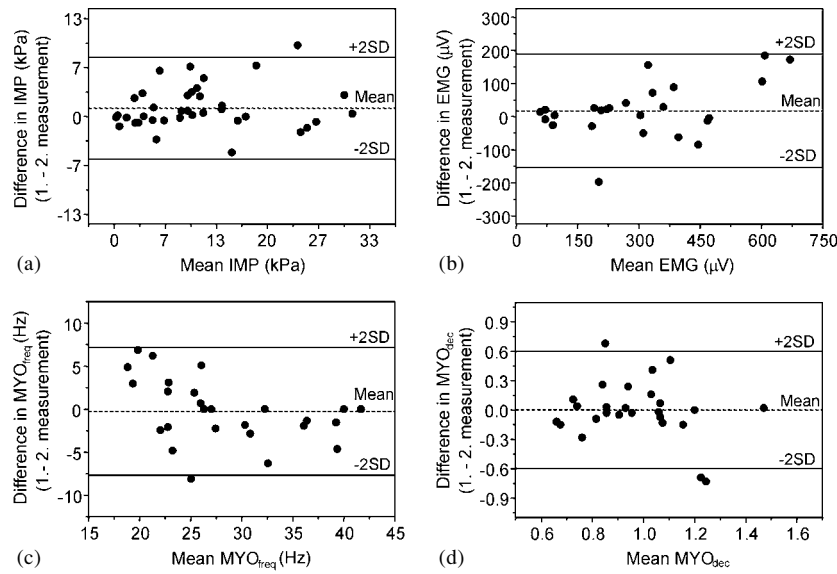 13
7
0
-7
-13
Difference in IMP (kPa)
(1. - 2. measurement)
+2SD
Mean
-2SD
0 7 13 20 27 33
Mean IMP (kPa)
(a)
300
200
100
0
-100
-200
-300
Difference in EMG (µV)
(1. - 2. measurement)
+2SD
Mean
-2SD
0 150 300 450 600 750
Mean EMG (µV)
(b)
10
5
0
-5
-10
Difference in MYOfreq (Hz)
(1.- 2. measurement)
+2SD
Mean
-2SD
15 20 25 30 35 40 45
Mean MYOfreq (Hz)
(c)
0.9
0.6
0.3
0.0
-0.3
-0.6
-0.9
Difference in MYOdec
(1. - 2. measurement)
+2SD
Mean
-2SD
0.6 0.8 1.0 1.2 1.4 1.6
Mean MYOdec
(d)